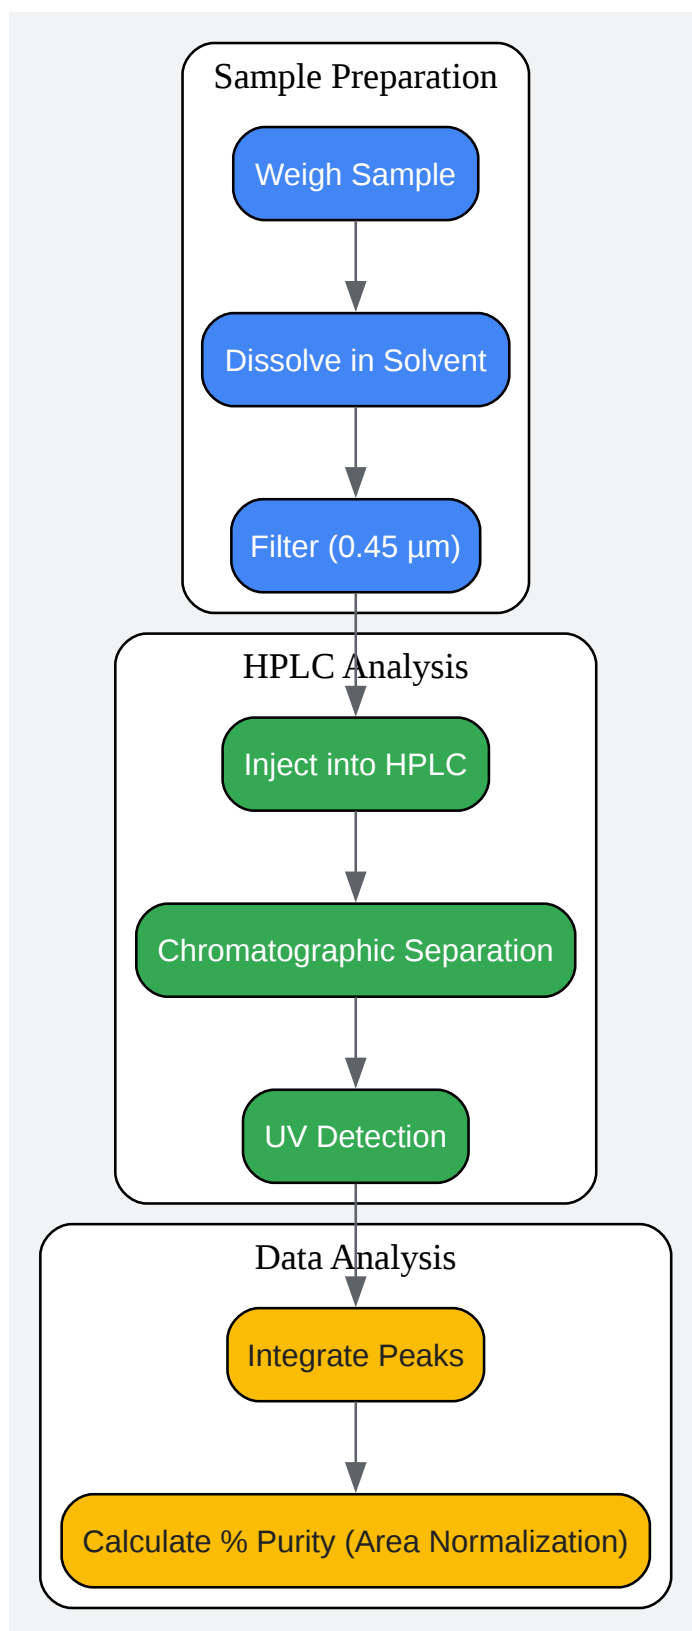 Sample Preparation
Weigh Sample
Dissolve in Solvent
Filter (0.45 µm)
HPLC Analysis
Inject into HPLC
Chromatographic Separation
UV Detection
Data Analysis
Integrate Peaks
Calculate % Purity (Area Normalization)